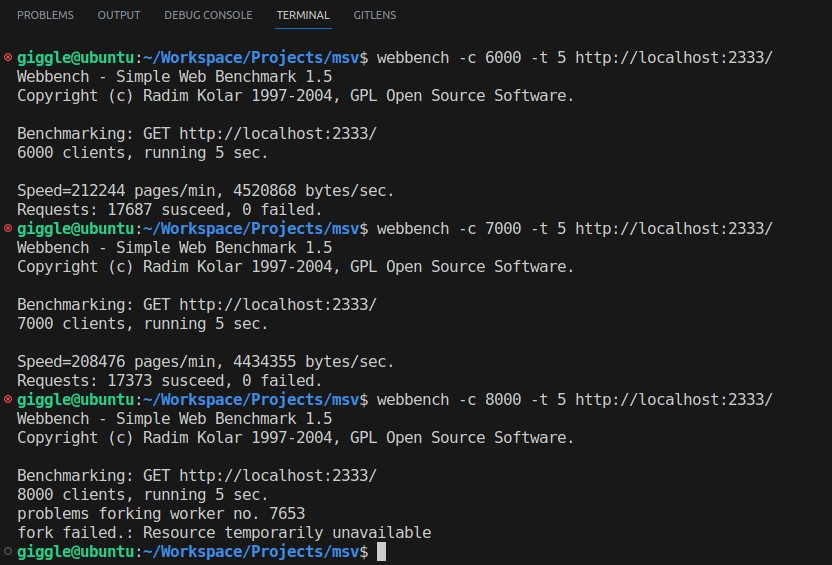 PROBLEMS OUTPUT DEBUG CONSOLE TERMINAL GITLENS
giggle@ubuntu:~/Workspace/Projects/msv$ webbench -c 6000 -t 5 http://localhost:2333/
Webbench - Simple Web Benchmark 1.5
Copyright (c) Radim Kolar 1997-2004, GPL Open Source Software.
Benchmarking: GET http://localhost:2333/
6000 clients, running 5 sec.
Speed=212244 pages/min, 4520868 bytes/sec.
Requests: 17687 susceed, 0 failed.
giggle@ubuntu:~/Workspace/Projects/msv$ webbench -c 7000 -t 5 http://localhost:2333/
Webbench - Simple Web Benchmark 1.5
Copyright (c) Radim Kolar 1997-2004, GPL Open Source Software.
Benchmarking: GET http://localhost:2333/
7000 clients, running 5 sec.
Speed=208476 pages/min, 4434355 bytes/sec.
Requests: 17373 susceed, 0 failed.
giggle@ubuntu:~/Workspace/Projects/msv$ webbench -c 8000 -t 5 http://localhost:2333/
Webbench - Simple Web Benchmark 1.5
Copyright (c) Radim Kolar 1997-2004, GPL Open Source Software.
Benchmarking: GET http://localhost:2333/
8000 clients, running 5 sec.
problems forking worker no. 7653
fork failed.: Resource temporarily unavailable
giggle@ubuntu:~/Workspace/Projects/msv$